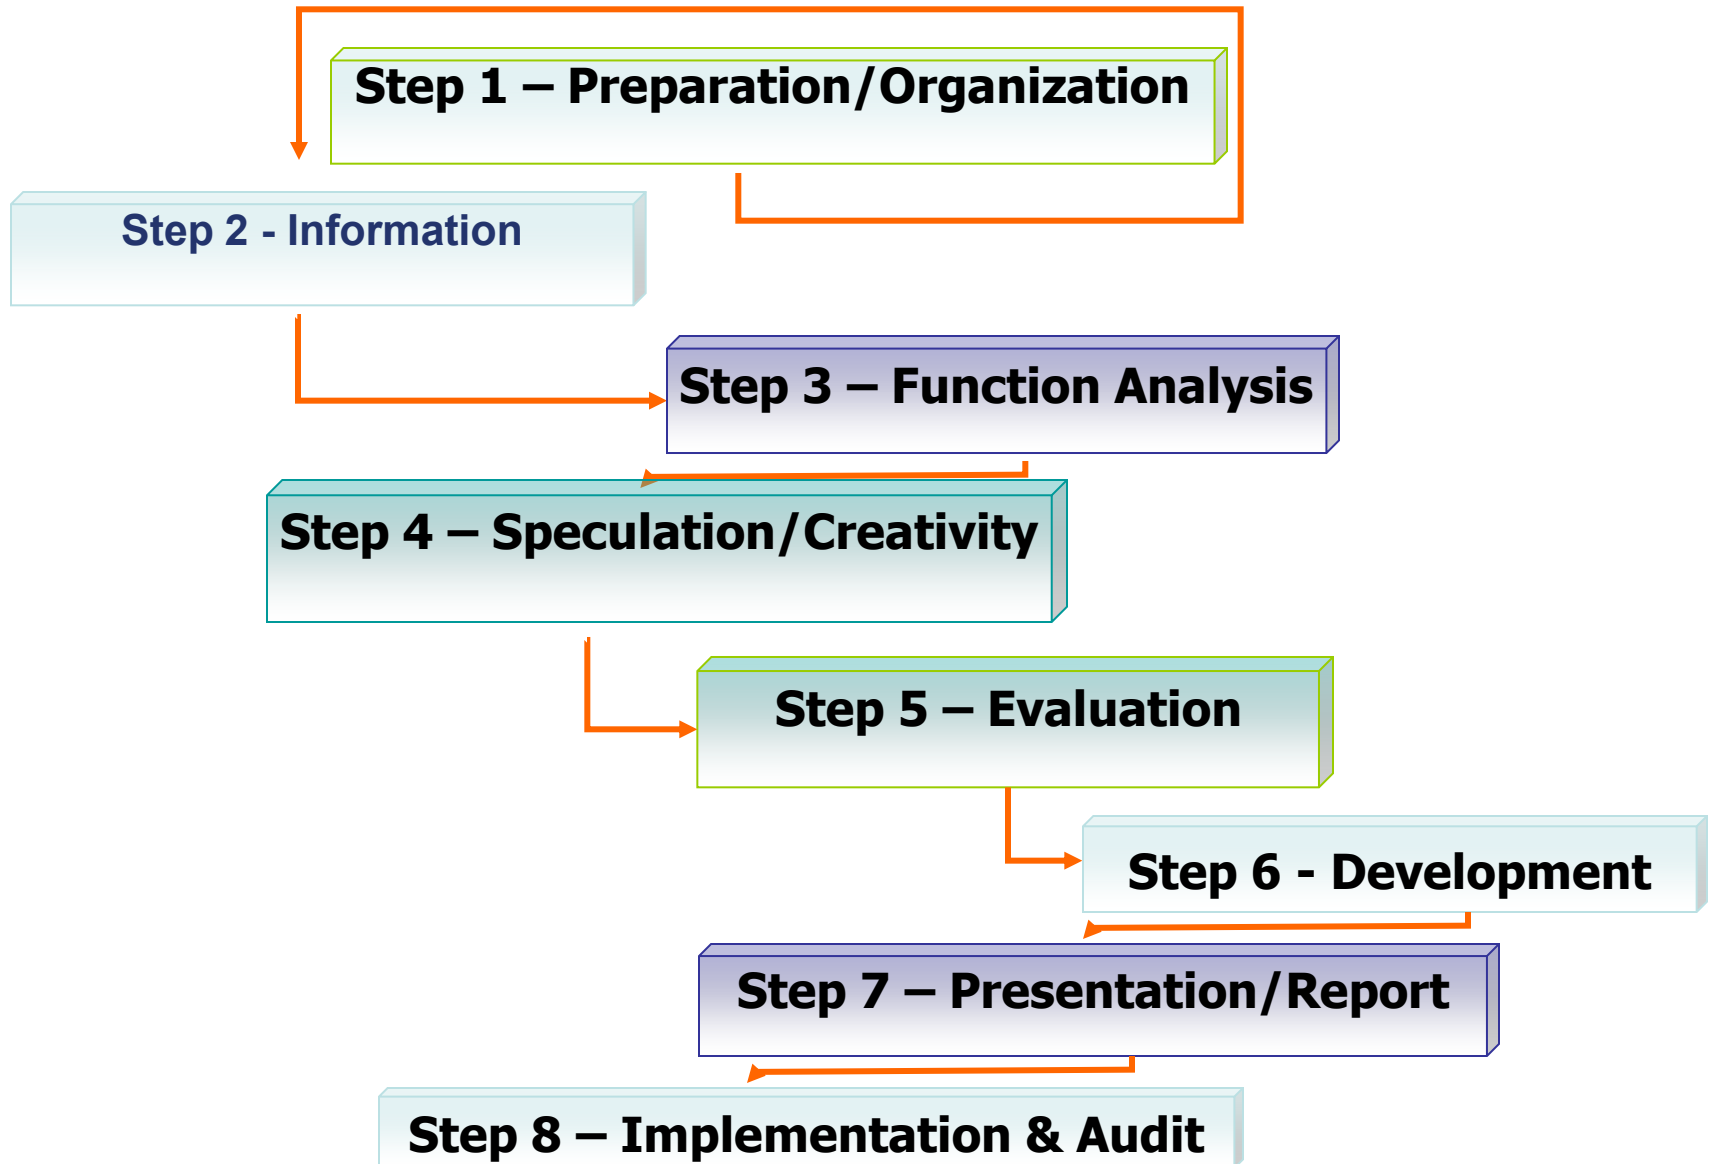 Step 1 – Preparation/Organization
Step 2 - Information
Step 3 – Function Analysis
Step 4 – Speculation/Creativity
Step 5 – Evaluation
Step 6 - Development
Step 7 – Presentation/Report
Step 8 – Implementation & Audit